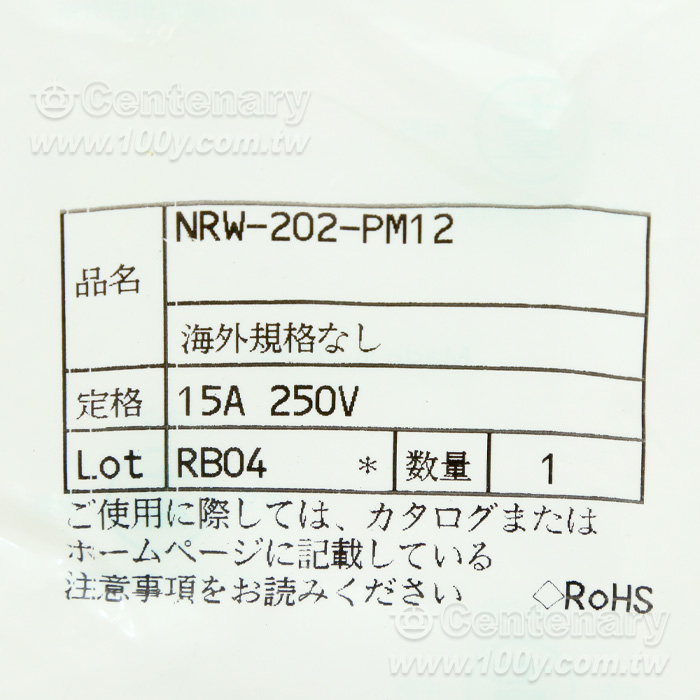 Centenary
www.100y.com.tw
品名 NRW-202-PM12
海外規格なし
定格 15A 250V
Lot RB04 * 数量 1
ご使用に際しては、カタログまたは
ホームページに記載している
注意事項をお読みください ◇RoHS
Centenary
www.100y.com.tw